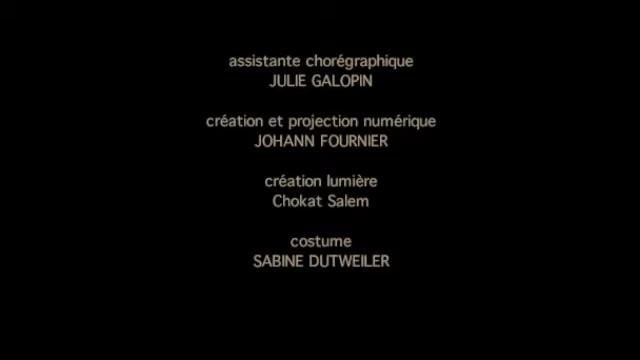 assistante chorégraphique
JULIE GALOPIN
création et projection numérique
JOHANN FOURNIER
création lumière
Chokat Salem
costume
SABINE DUTWEILER